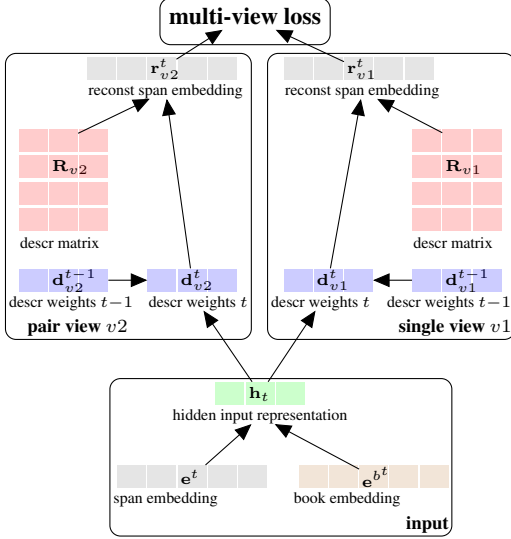 multi-view loss
r^t_{v2}
reconst span embedding
r^t_{v1}
reconst span embedding
R_{v2}
descr matrix
R_{v1}
descr matrix
d^{t−1}_{v2}
descr weights t−1
d^t_{v2}
descr weights t
pair view v2
d^t_{v1}
descr weights t
d^{t−1}_{v1}
descr weights t−1
single view v1
h_t
hidden input representation
e^t
span embedding
e^{b^t}
book embedding
input